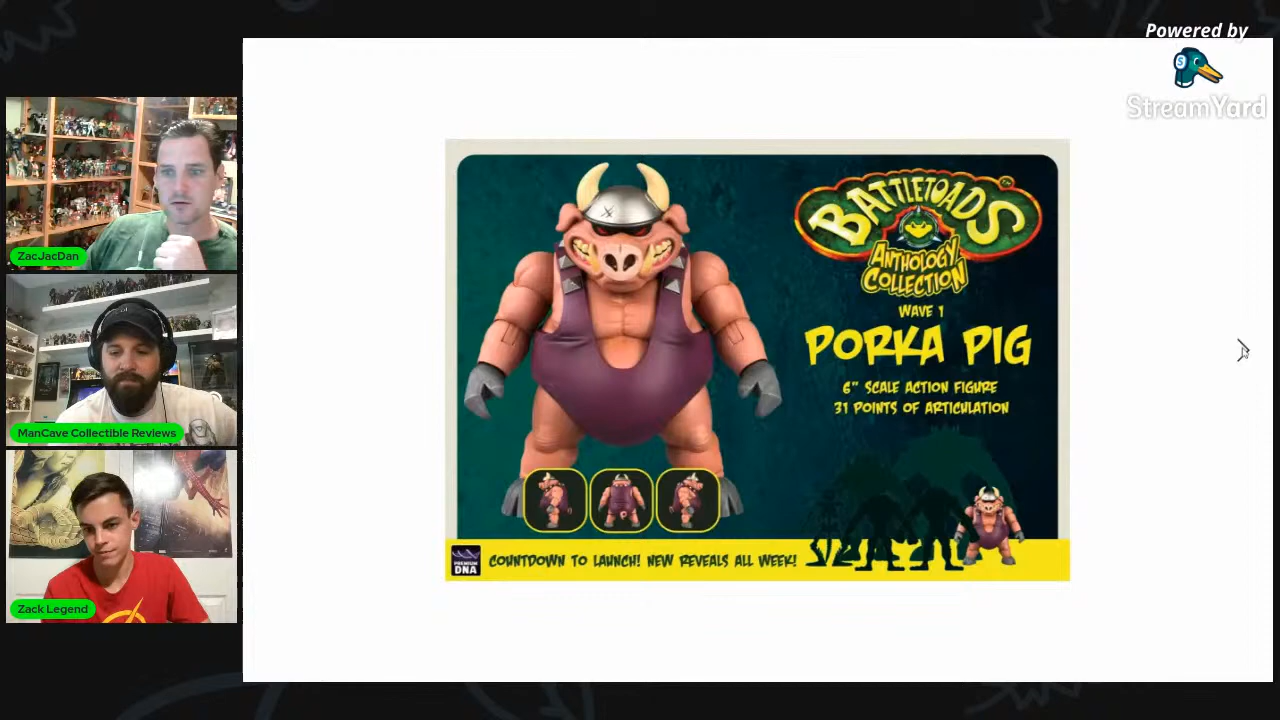 Powered by
StreamYard
ZacJacDan
ManCave Collectible Reviews
Zack Legend
BATTLETOADS
TM
ANTHOLOGY
COLLECTION
WAVE 1
PORKA PIG
6" SCALE ACTION FIGURE
31 POINTS OF ARTICULATION
PREMIUM
DNA
COUNTDOWN TO LAUNCH! NEW REVEALS ALL WEEK!